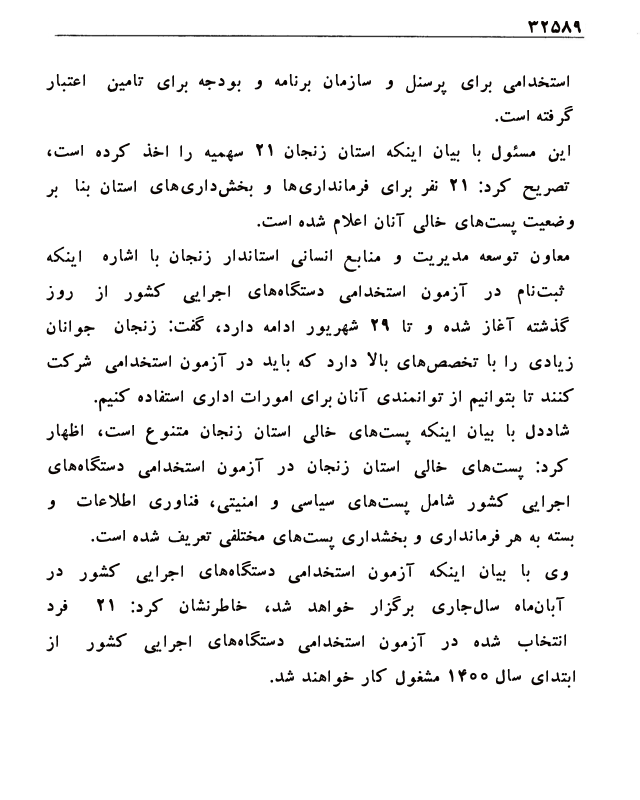 ۳۲۵۸۹
استخدامی برای پرسنل و سازمان برنامه و بودجه برای تامین اعتبار
گرفته است.
این مسئول با بیان اینکه استان زنجان ۲۱ سهمیه را اخذ کرده است،
تصریح کرد: ۲۱ نفر برای فرمانداری‌ها و بخش‌داری‌های استان بنا بر
وضعیت پست‌های خالی آنان اعلام شده است.
معاون توسعه مدیریت و منابع انسانی استاندار زنجان با اشاره اینکه
ثبت‌نام در آزمون استخدامی دستگاه‌های اجرایی کشور از روز
گذشته آغاز شده و تا ۲۹ شهریور ادامه دارد، گفت: زنجان جوانان
زیادی را با تخصص‌های بالا دارد که باید در آزمون استخدامی شرکت
کنند تا بتوانیم از توانمندی آنان برای امورات اداری استفاده کنیم.
شاددل با بیان اینکه پست‌های خالی استان زنجان متنوع است، اظهار
کرد: پست‌های خالی استان زنجان در آزمون استخدامی دستگاه‌های
اجرایی کشور شامل پست‌های سیاسی و امنیتی، فناوری اطلاعات و
بسته به هر فرمانداری و بخشداری پست‌های مختلفی تعریف شده است.
وی با بیان اینکه آزمون استخدامی دستگاه‌های اجرایی کشور در
آبان‌ماه سال‌جاری برگزار خواهد شد، خاطرنشان کرد: ۲۱ فرد
انتخاب شده در آزمون استخدامی دستگاه‌های اجرایی کشور از
ابتدای سال ۱۴۰۰ مشغول کار خواهند شد.